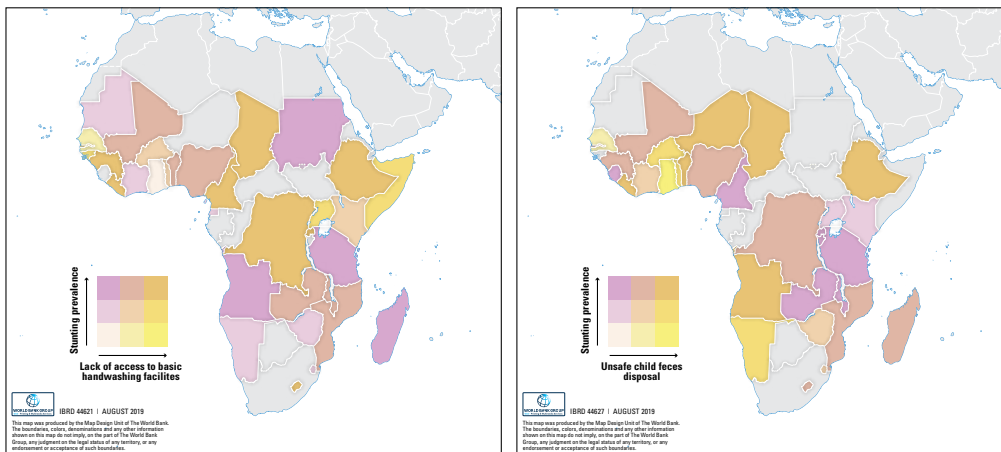 Stunting prevalence
Lack of access to basic
handwashing facilites
WORLD BANK GROUP
IBRD 44621 | AUGUST 2019
This map was produced by the Map Design Unit of The World Bank.
The boundaries, colors, denominations and any other information
shown on this map do not imply, on the part of The World Bank
Group, any judgment on the legal status of any territory, or any
endorsement or acceptance of such boundaries.
Stunting prevalence
Unsafe child feces
disposal
WORLD BANK GROUP
IBRD 44627 | AUGUST 2019
This map was produced by the Map Design Unit of The World Bank.
The boundaries, colors, denominations and any other information
shown on this map do not imply, on the part of The World Bank
Group, any judgment on the legal status of any territory, or any
endorsement or acceptance of such boundaries.